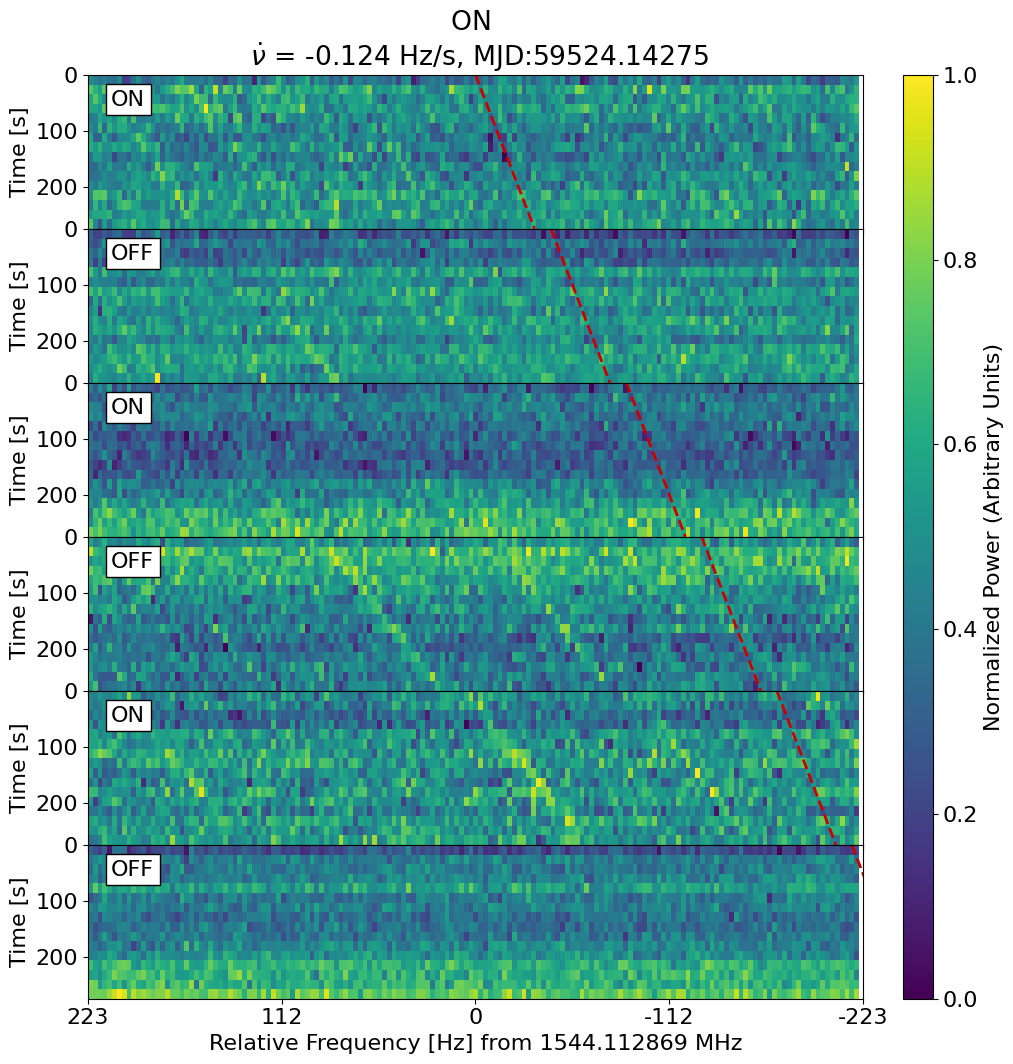 ON
ν̇ = -0.124 Hz/s, MJD:59524.14275
0
100
200
Time [s]
ON
0
100
200
Time [s]
OFF
0
100
200
Time [s]
ON
0
100
200
Time [s]
OFF
0
100
200
Time [s]
ON
0
100
200
Time [s]
OFF
223
112
0
-112
-223
Relative Frequency [Hz] from 1544.112869 MHz
1.0
0.8
0.6
0.4
0.2
0.0
Normalized Power (Arbitrary Units)